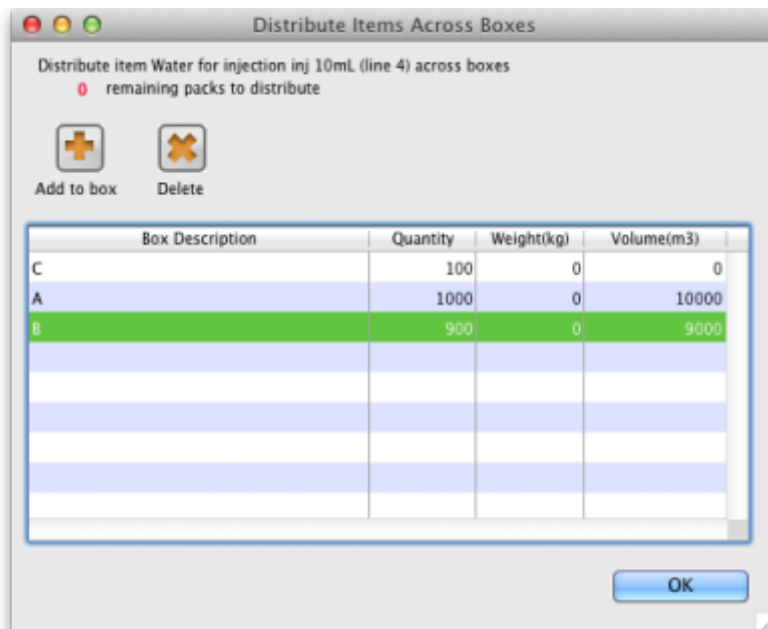 Distribute Items Across Boxes
Distribute item Water for injection inj 10mL (line 4) across boxes
0 remaining packs to distribute
Add to box Delete
Box Description Quantity Weight(kg) Volume(m3)
C 100 0 0
A 1000 0 10000
B 900 0 9000
OK